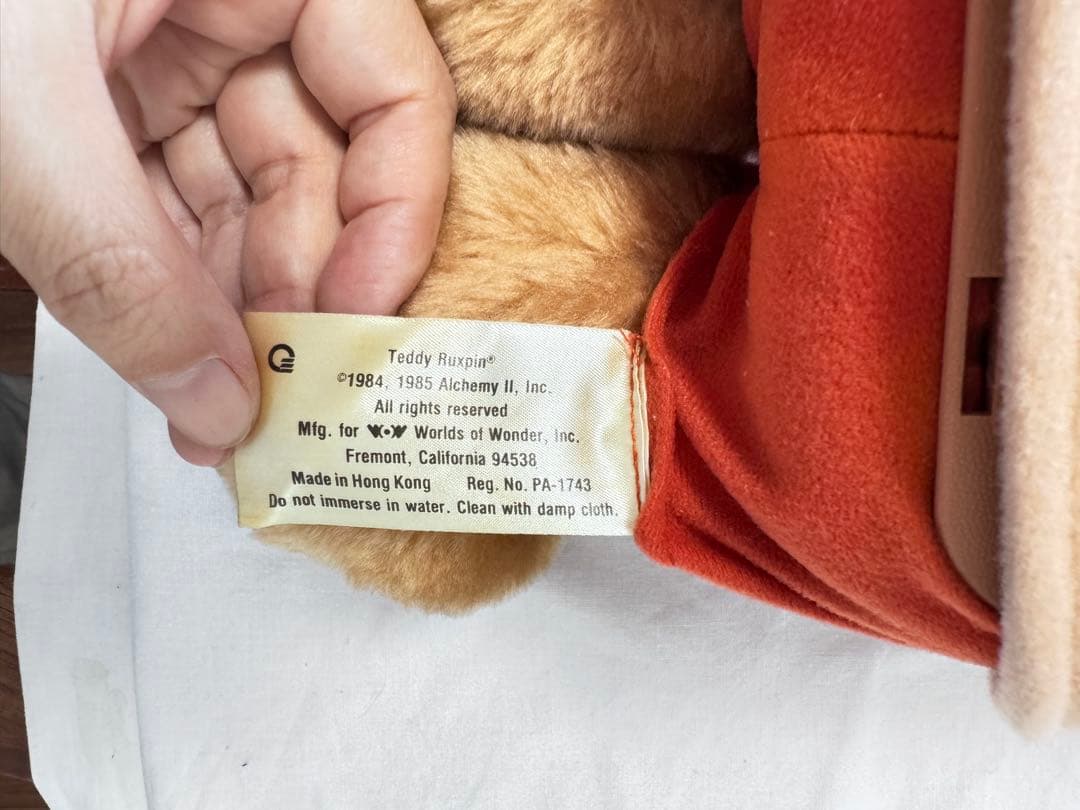 Teddy Ruxpin®
©1984, 1985 Alchemy II, Inc.
All rights reserved
Mfg. for WOW Worlds of Wonder, Inc.
Fremont, California 94538
Made in Hong Kong Reg. No. PA-1743
Do not immerse in water. Clean with damp cloth.